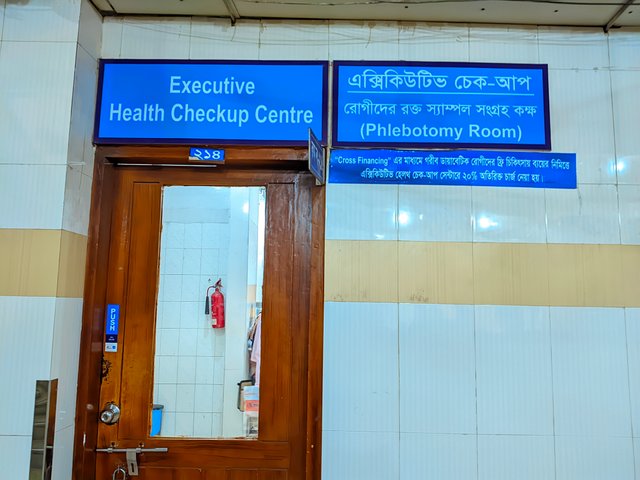 Executive
Health Checkup Centre
এক্সিকিউটিভ চেক-আপ
রোগীদের রক্ত স্যাম্পল সংগ্রহ কক্ষ
(Phlebotomy Room)
২১৪
"Cross Financing" এর মাধ্যমে গরীব ডায়াবেটিক রোগীদের ফ্রি চিকিৎসায় ব্যয়ের নিমিত্তে
এক্সিকিউটিভ হেলথ চেক-আপ সেন্টারে ২০% অতিরিক্ত চার্জ নেয়া হয়।
PUSH